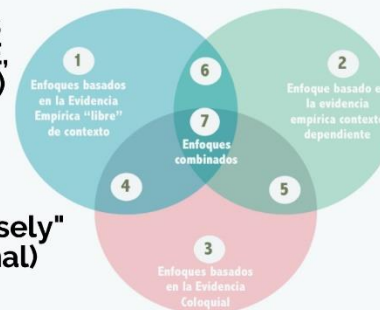 1
Enfoques basados
en la Evidencia
Empírica “libre”
de contexto
6
2
Enfoque basado e
la evidencia
empírica contexto
dependiente
7
Enfoques
combinados
4
5
sely"
nal)
3
Enfoques basados
en la Evidencia
Coloquial